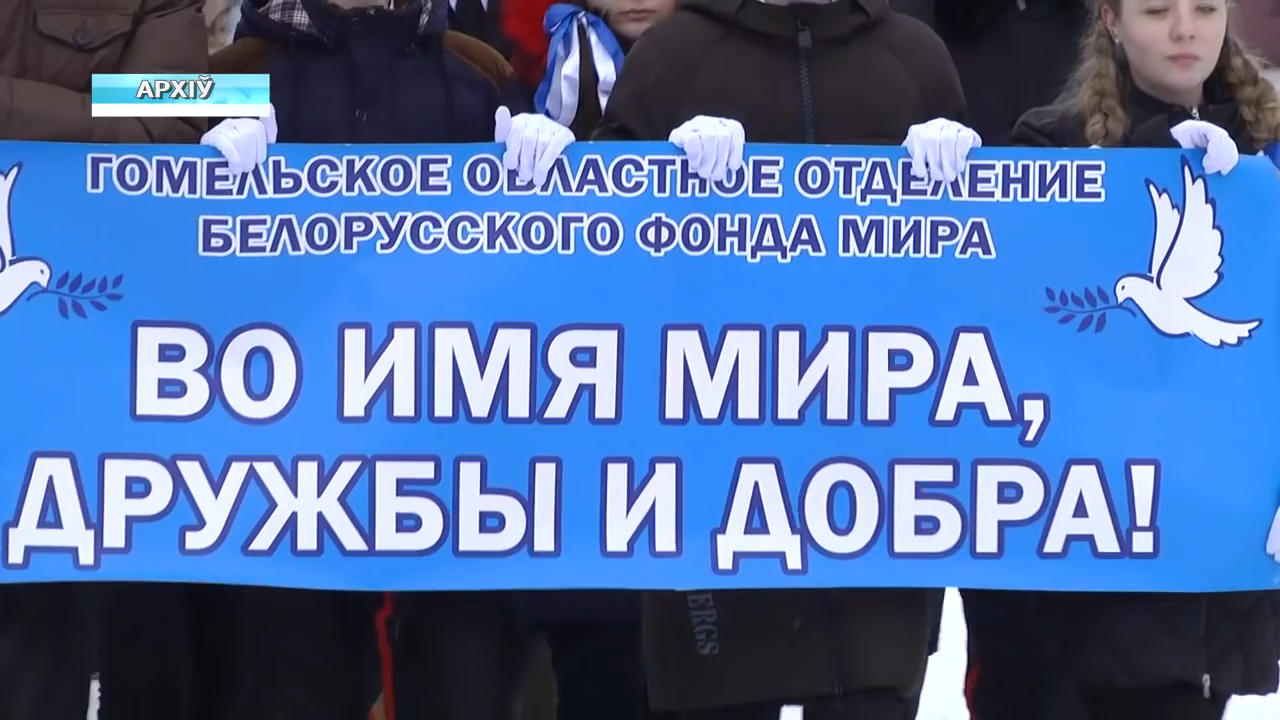 АРХІЎ
ГОМЕЛЬСКОЕ ОБЛАСТНОЕ ОТДЕЛЕНИЕ
БЕЛОРУССКОГО ФОНДА МИРА
ВО ИМЯ МИРА,
ДРУЖБЫ И ДОБРА!